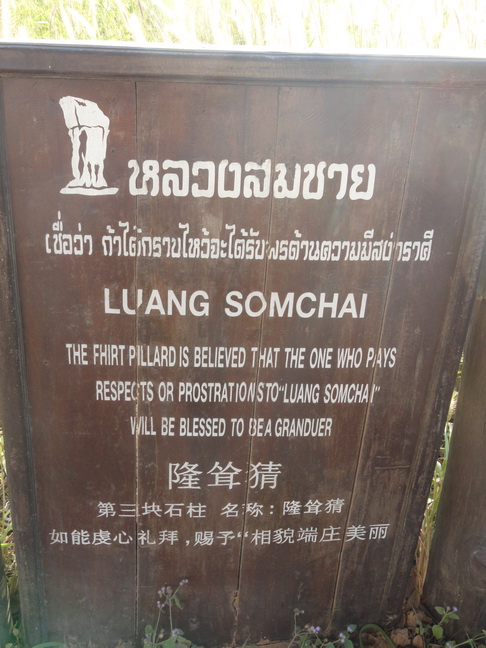 หลวงสมชาย
เชื่อว่า ถ้าได้กราบไหว้จะได้รับพรด้านความมีสง่าราศี
LUANG SOMCHAI
THE FHIRT PILLARD IS BELIEVED THAT THE ONE WHO PAYS
RESPECTS OR PROSTRATIONS TO "LUANG SOMCHAI"
WILL BE BLESSED TO BE A GRANDUER
隆耸猜
第三块石柱 名称：隆耸猜
如能虔心礼拜，赐予“相貌端庄美丽